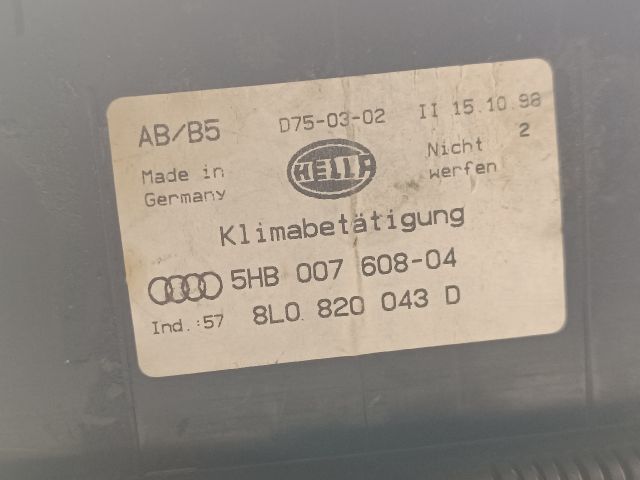 AB/B5 D75-03-02 II 15.10.98
Made in Germany
HELLA
Nicht werfen 2
Klimabetätigung
5HB 007 608-04
Ind.:57 8L0 820 043 D